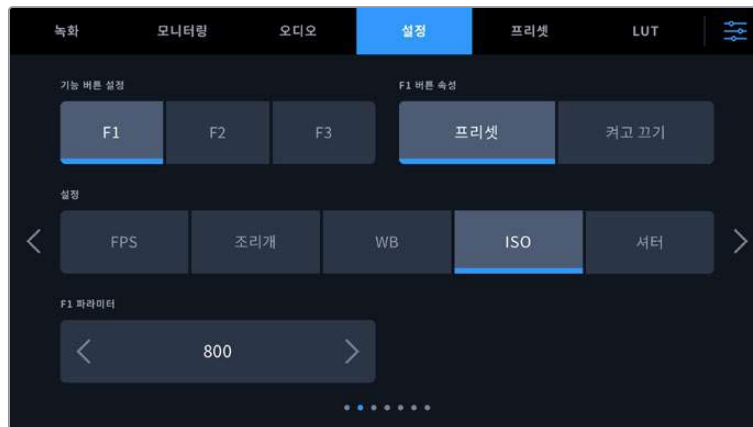 녹화 모니터링 오디오 설정 프리셋 LUT
기능 버튼 설정 F1 버튼 속성
F1 F2 F3 프리셋 켜고 끄기
설정
FPS 조리개 WB ISO 셔터
F1 파라미터
800